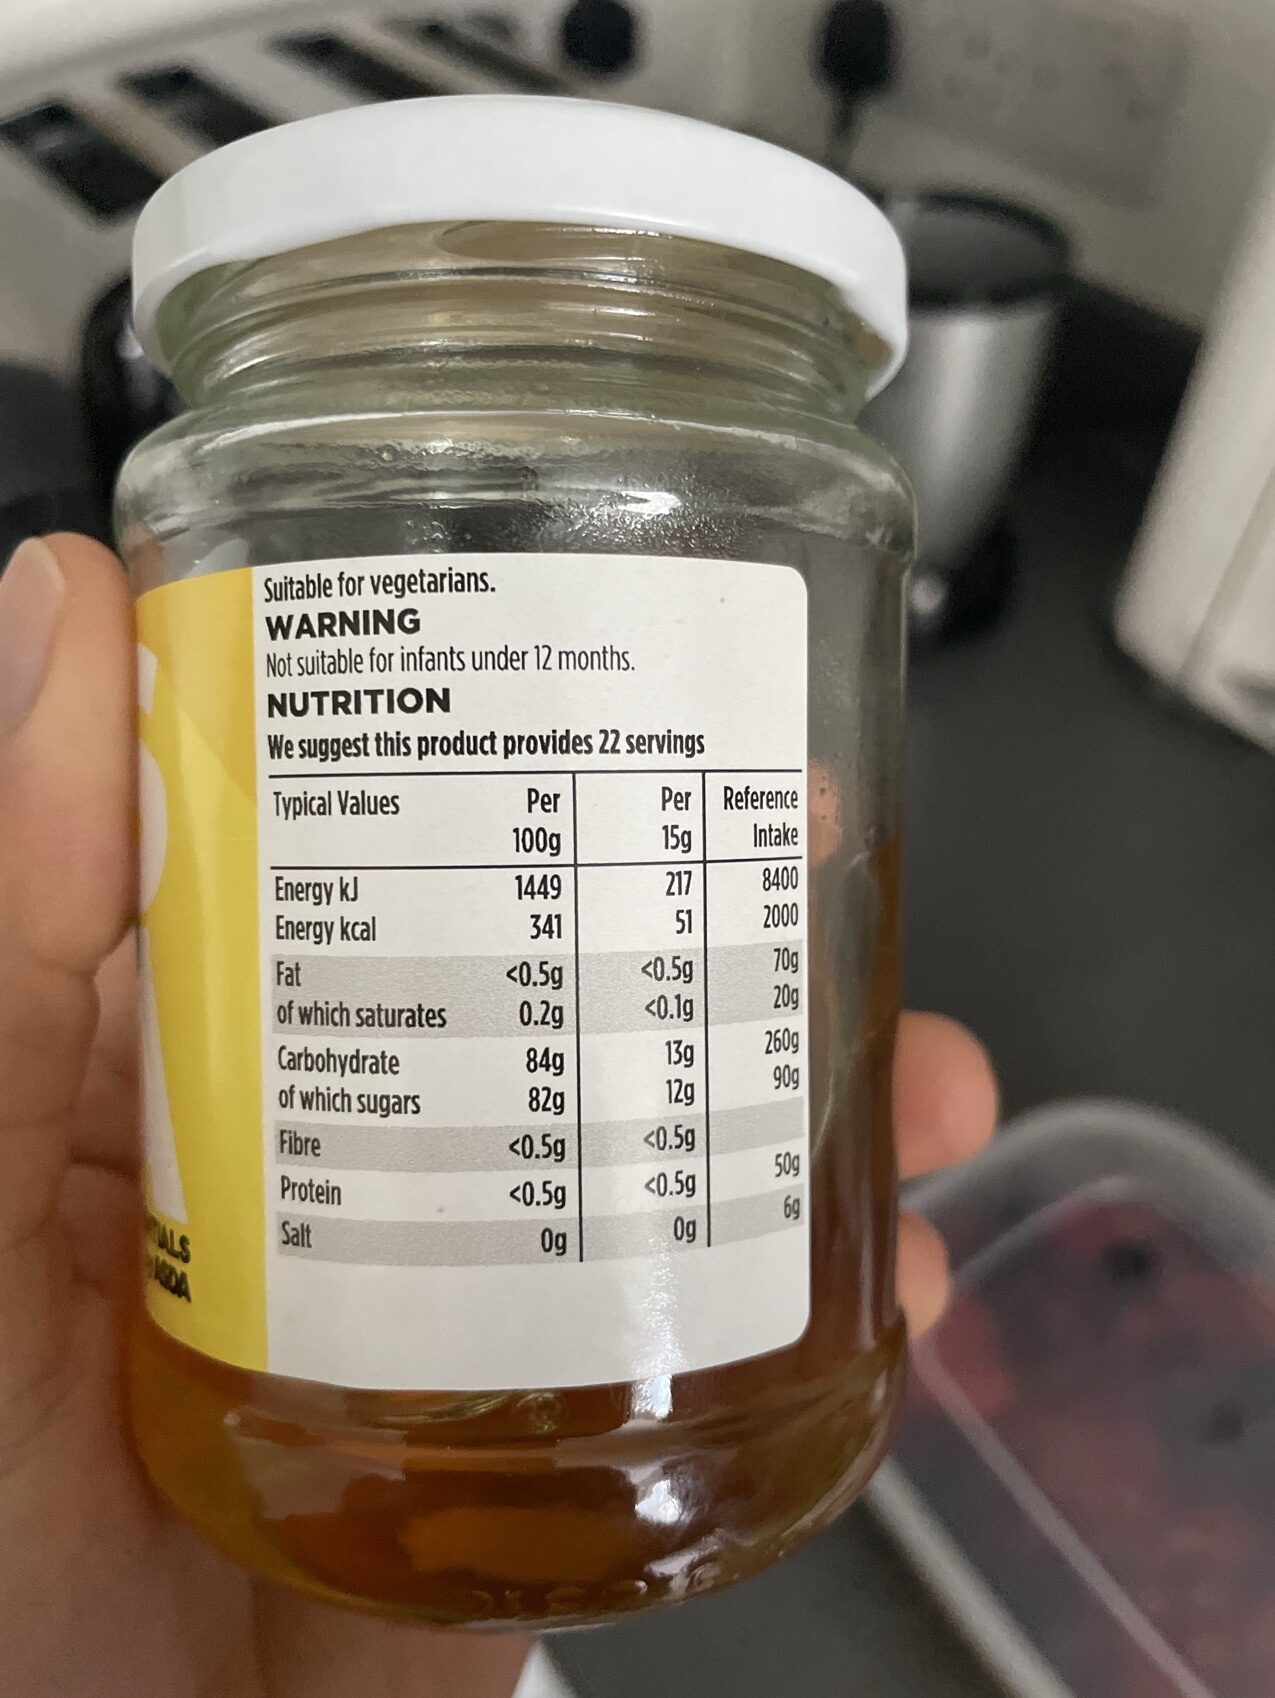 Suitable for vegetarians.
WARNING
Not suitable for infants under 12 months.
NUTRITION
We suggest this product provides 22 servings
Typical Values Per 100g Per 15g Reference Intake
Energy kJ 1449 217 8400
Energy kcal 341 51 2000
Fat <0.5g <0.5g 70g
of which saturates 0.2g <0.1g 20g
Carbohydrate 84g 13g 260g
of which sugars 82g 12g 90g
Fibre <0.5g <0.5g
Protein <0.5g <0.5g 50g
Salt 0g 0g 6g
ASDA